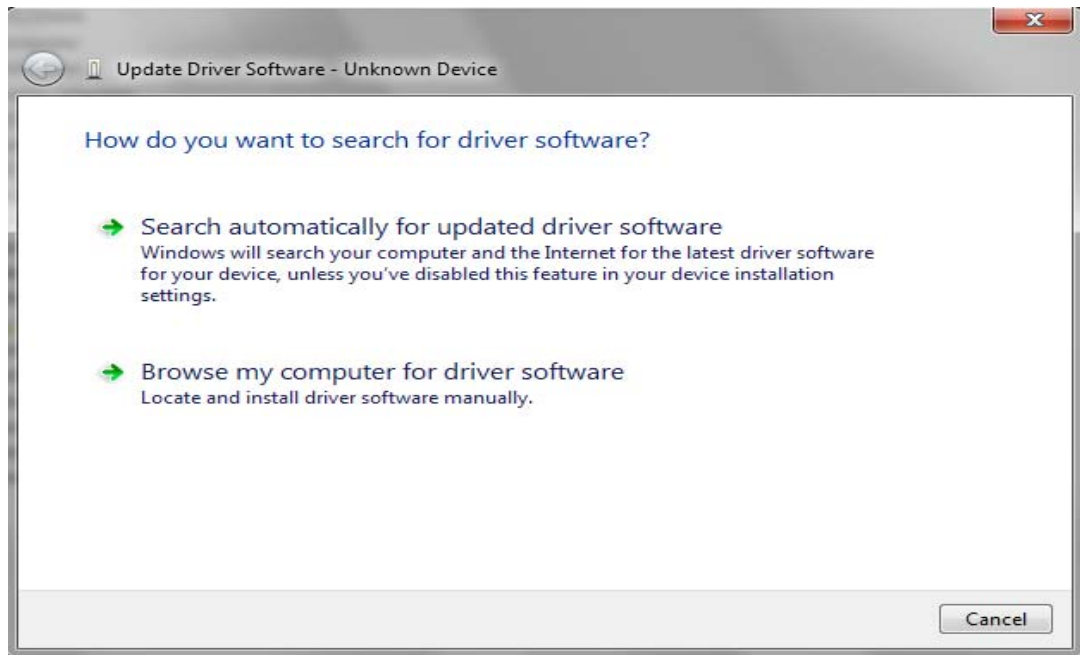 Update Driver Software - Unknown Device
How do you want to search for driver software?
Search automatically for updated driver software
Windows will search your computer and the Internet for the latest driver software
for your device, unless you've disabled this feature in your device installation
settings.
Browse my computer for driver software
Locate and install driver software manually.
Cancel